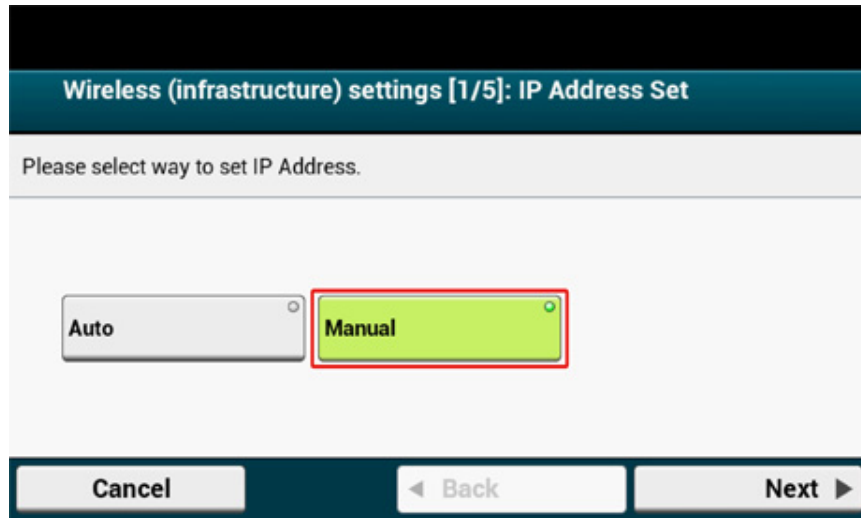 Wireless (infrastructure) settings [1/5]: IP Address Set
Please select way to set IP Address.
Auto
Manual
Cancel
Back
Next